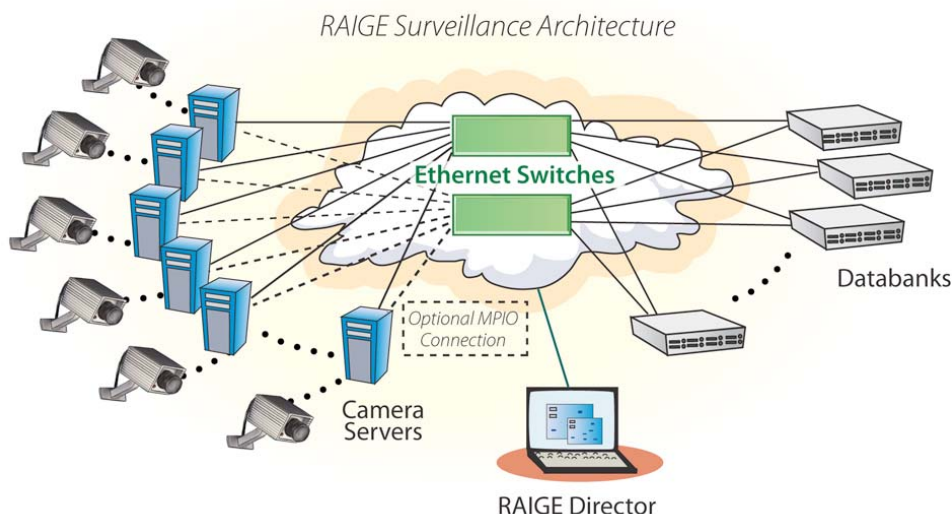 RAIGE Surveillance Architecture
Ethernet Switches
Databanks
Optional MPIO
Connection
Camera
Servers
RAIGE Director